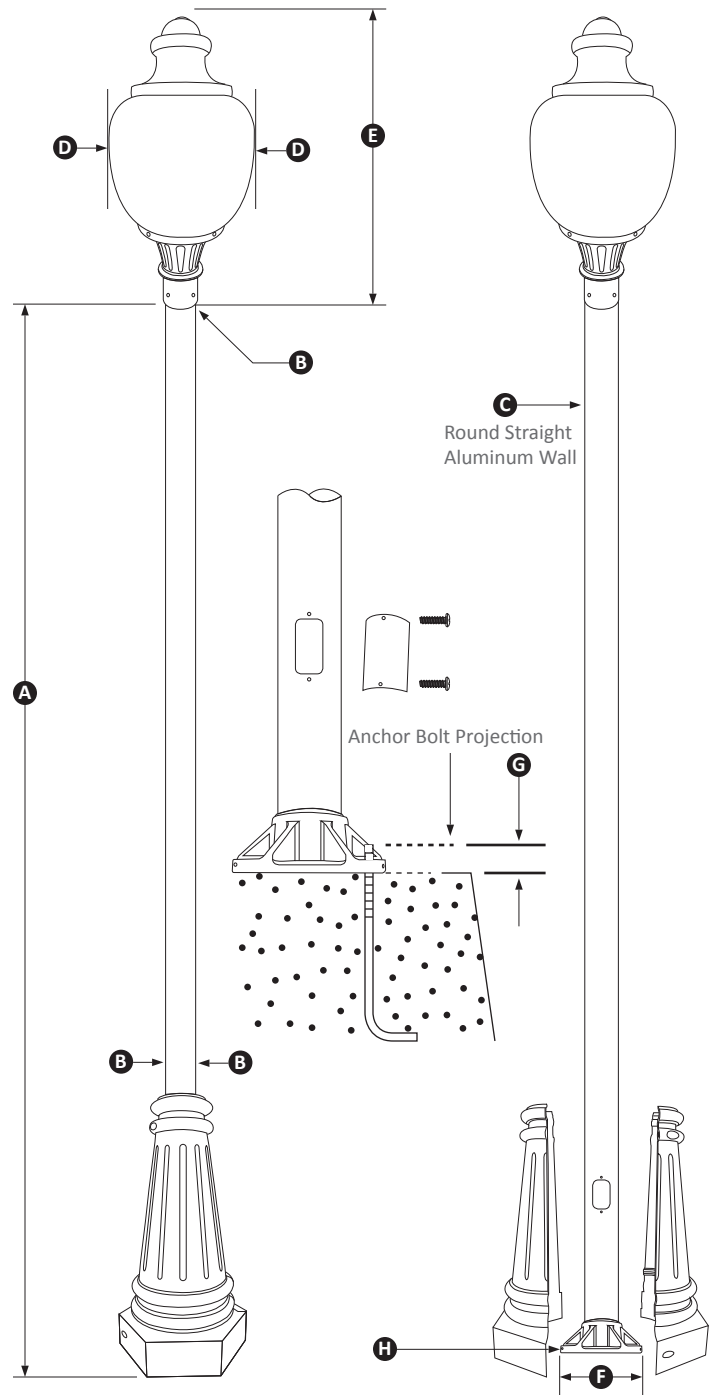 E
D
D
B
C
Round Straight
Aluminum Wall
A
Anchor Bolt Projection
G
B
B
H
F